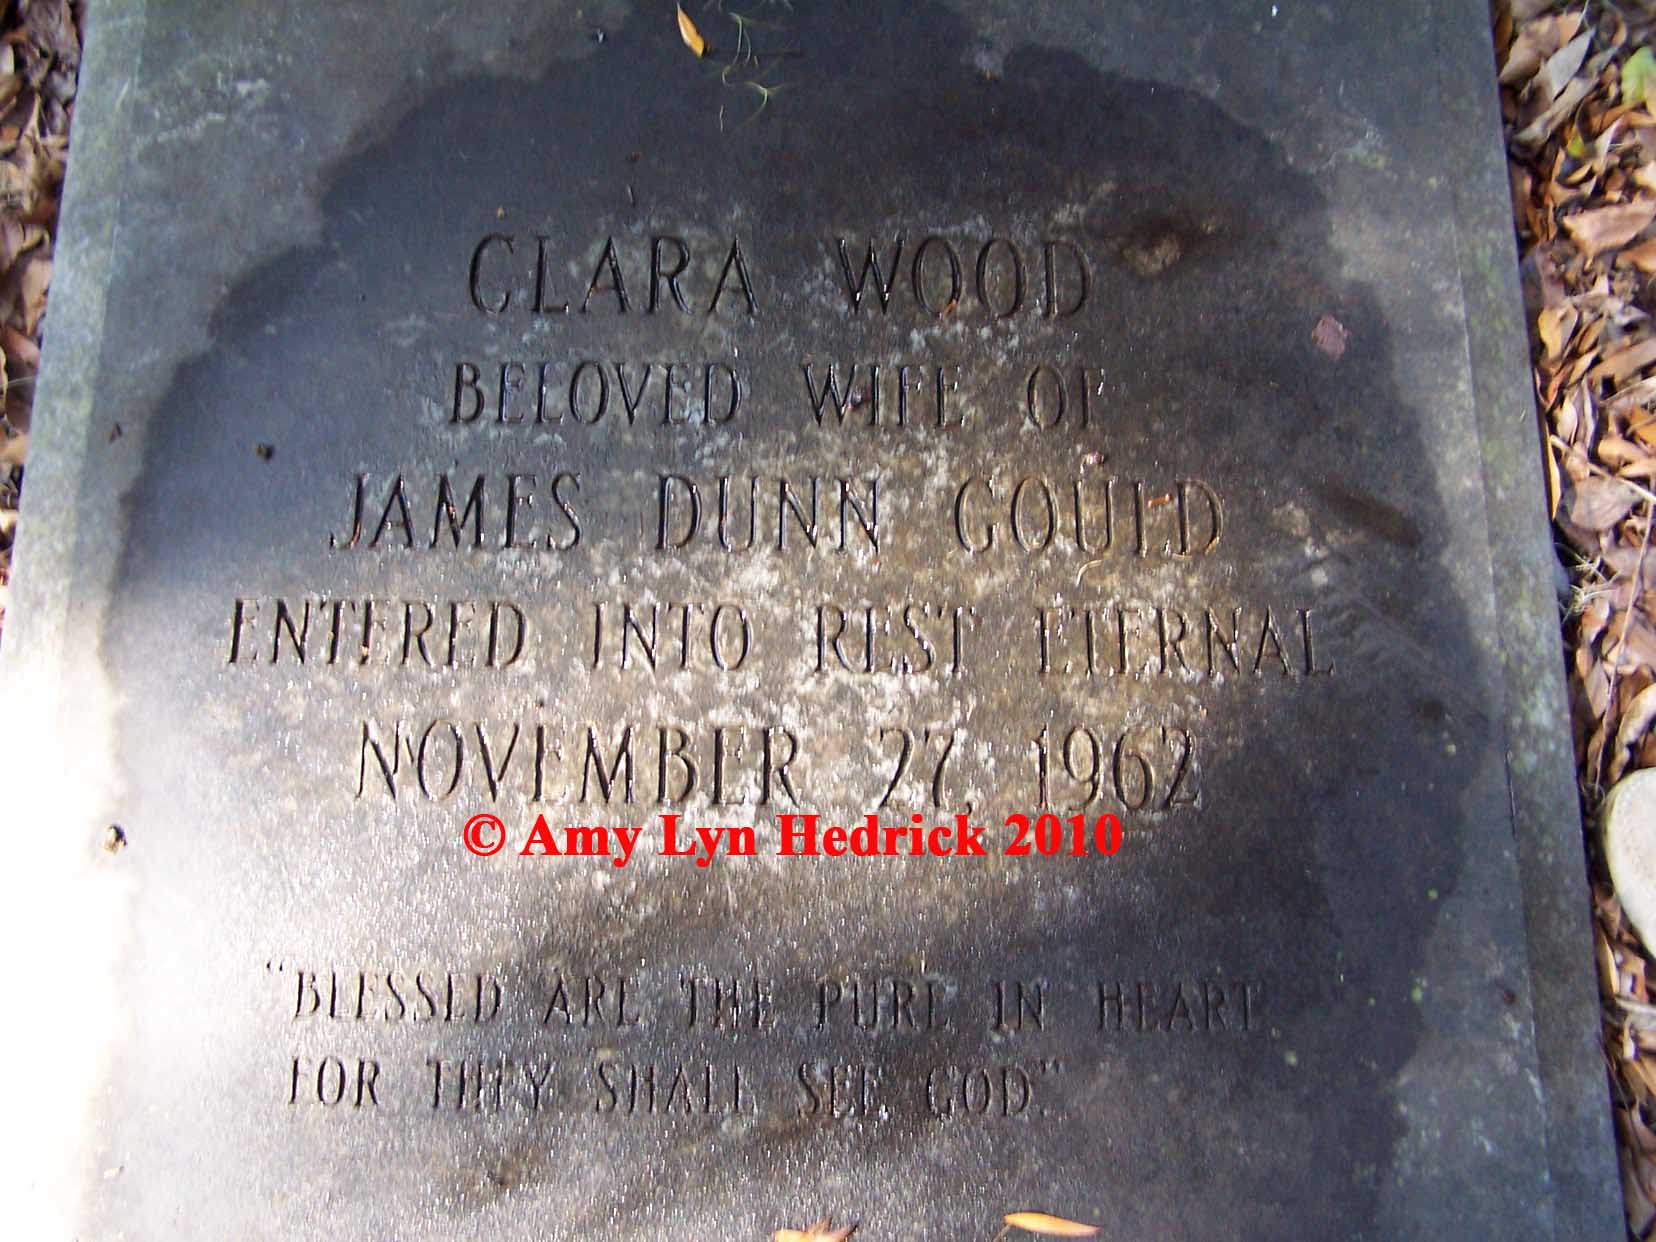 CLARA WOOD
BELOVED WIFE OF
JAMES DUNN GOULD
ENTERED INTO REST ETERNAL
NOVEMBER 27, 1962
© Amy Lyn Hedrick 2010
"BLESSED ARE THE PURE IN HEART
FOR THEY SHALL SEE GOD."